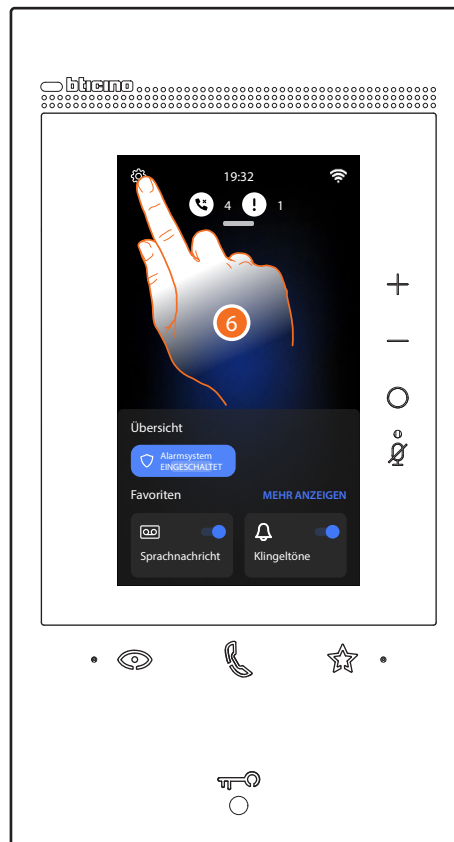 bticino
19:32
4 1
6
Übersicht
Alarmsystem
EINGESCHALTET
Favoriten MEHR ANZEIGEN
Sprachnachricht Klingeltöne